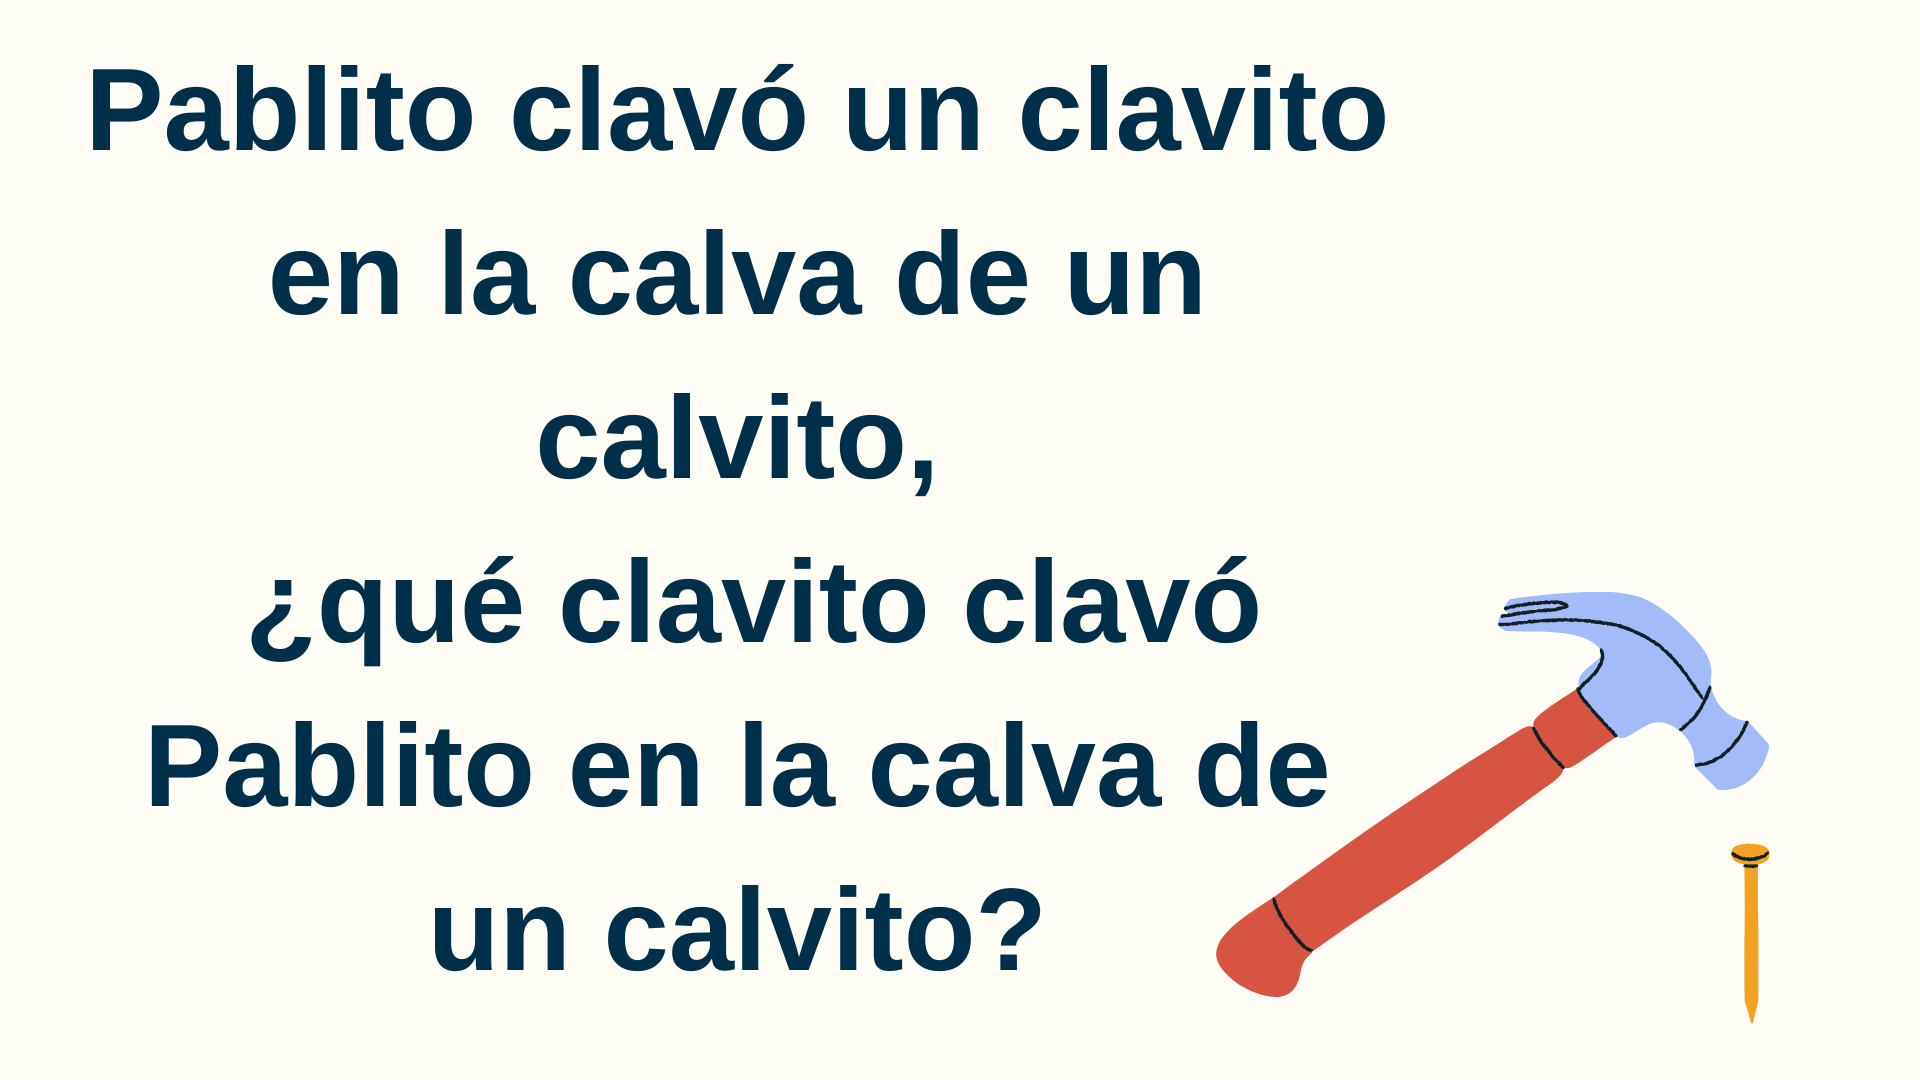 Pablito clavó un clavito
en la calva de un
calvito,
¿qué clavito clavó
Pablito en la calva de
un calvito?